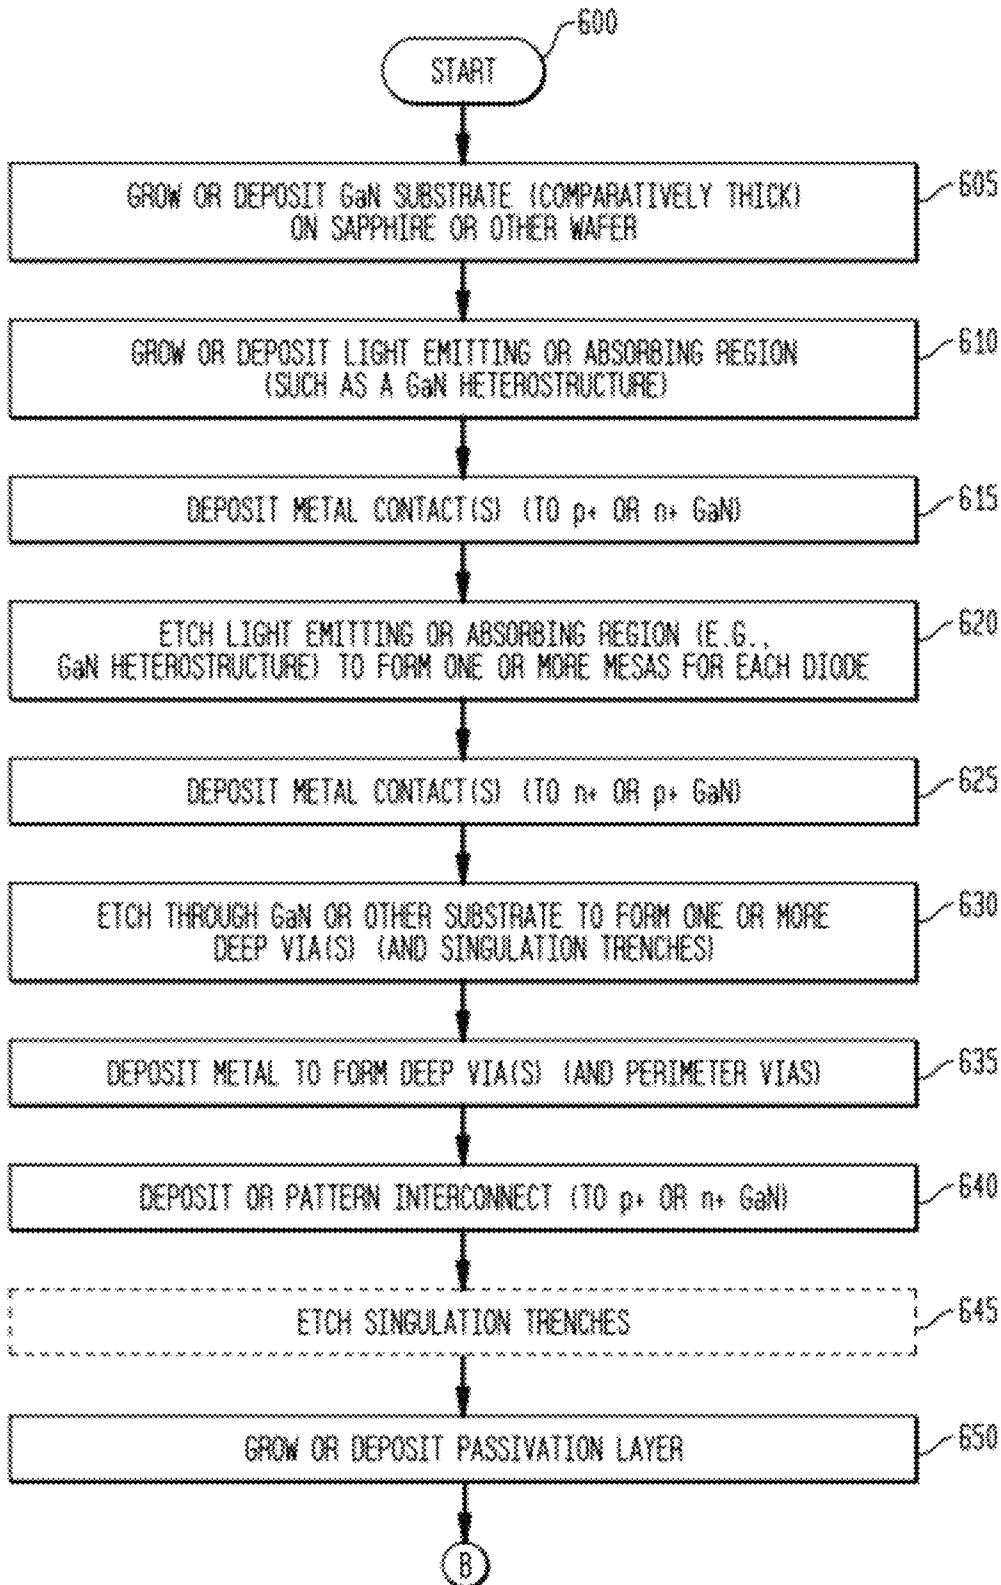 600
START
GROW OR DEPOSIT GaN SUBSTRATE (COMPARATIVELY THICK)
ON SAPPHIRE OR OTHER WAFER
605
GROW OR DEPOSIT LIGHT EMITTING OR ABSORBING REGION
(SUCH AS A GaN HETEROSTRUCTURE)
610
DEPOSIT METAL CONTACT(S) (TO p+ OR n+ GaN)
615
ETCH LIGHT EMITTING OR ABSORBING REGION (E.G.,
GaN HETEROSTRUCTURE) TO FORM ONE OR MORE MESAS FOR EACH DIODE
620
DEPOSIT METAL CONTACT(S) (TO n+ OR p+ GaN)
625
ETCH THROUGH GaN OR OTHER SUBSTRATE TO FORM ONE OR MORE
DEEP VIA(S) (AND SINGULATION TRENCHES)
630
DEPOSIT METAL TO FORM DEEP VIA(S) (AND PERIMETER VIAS)
635
DEPOSIT OR PATTERN INTERCONNECT (TO p+ OR n+ GaN)
640
ETCH SINGULATION TRENCHES
645
GROW OR DEPOSIT PASSIVATION LAYER
650
B